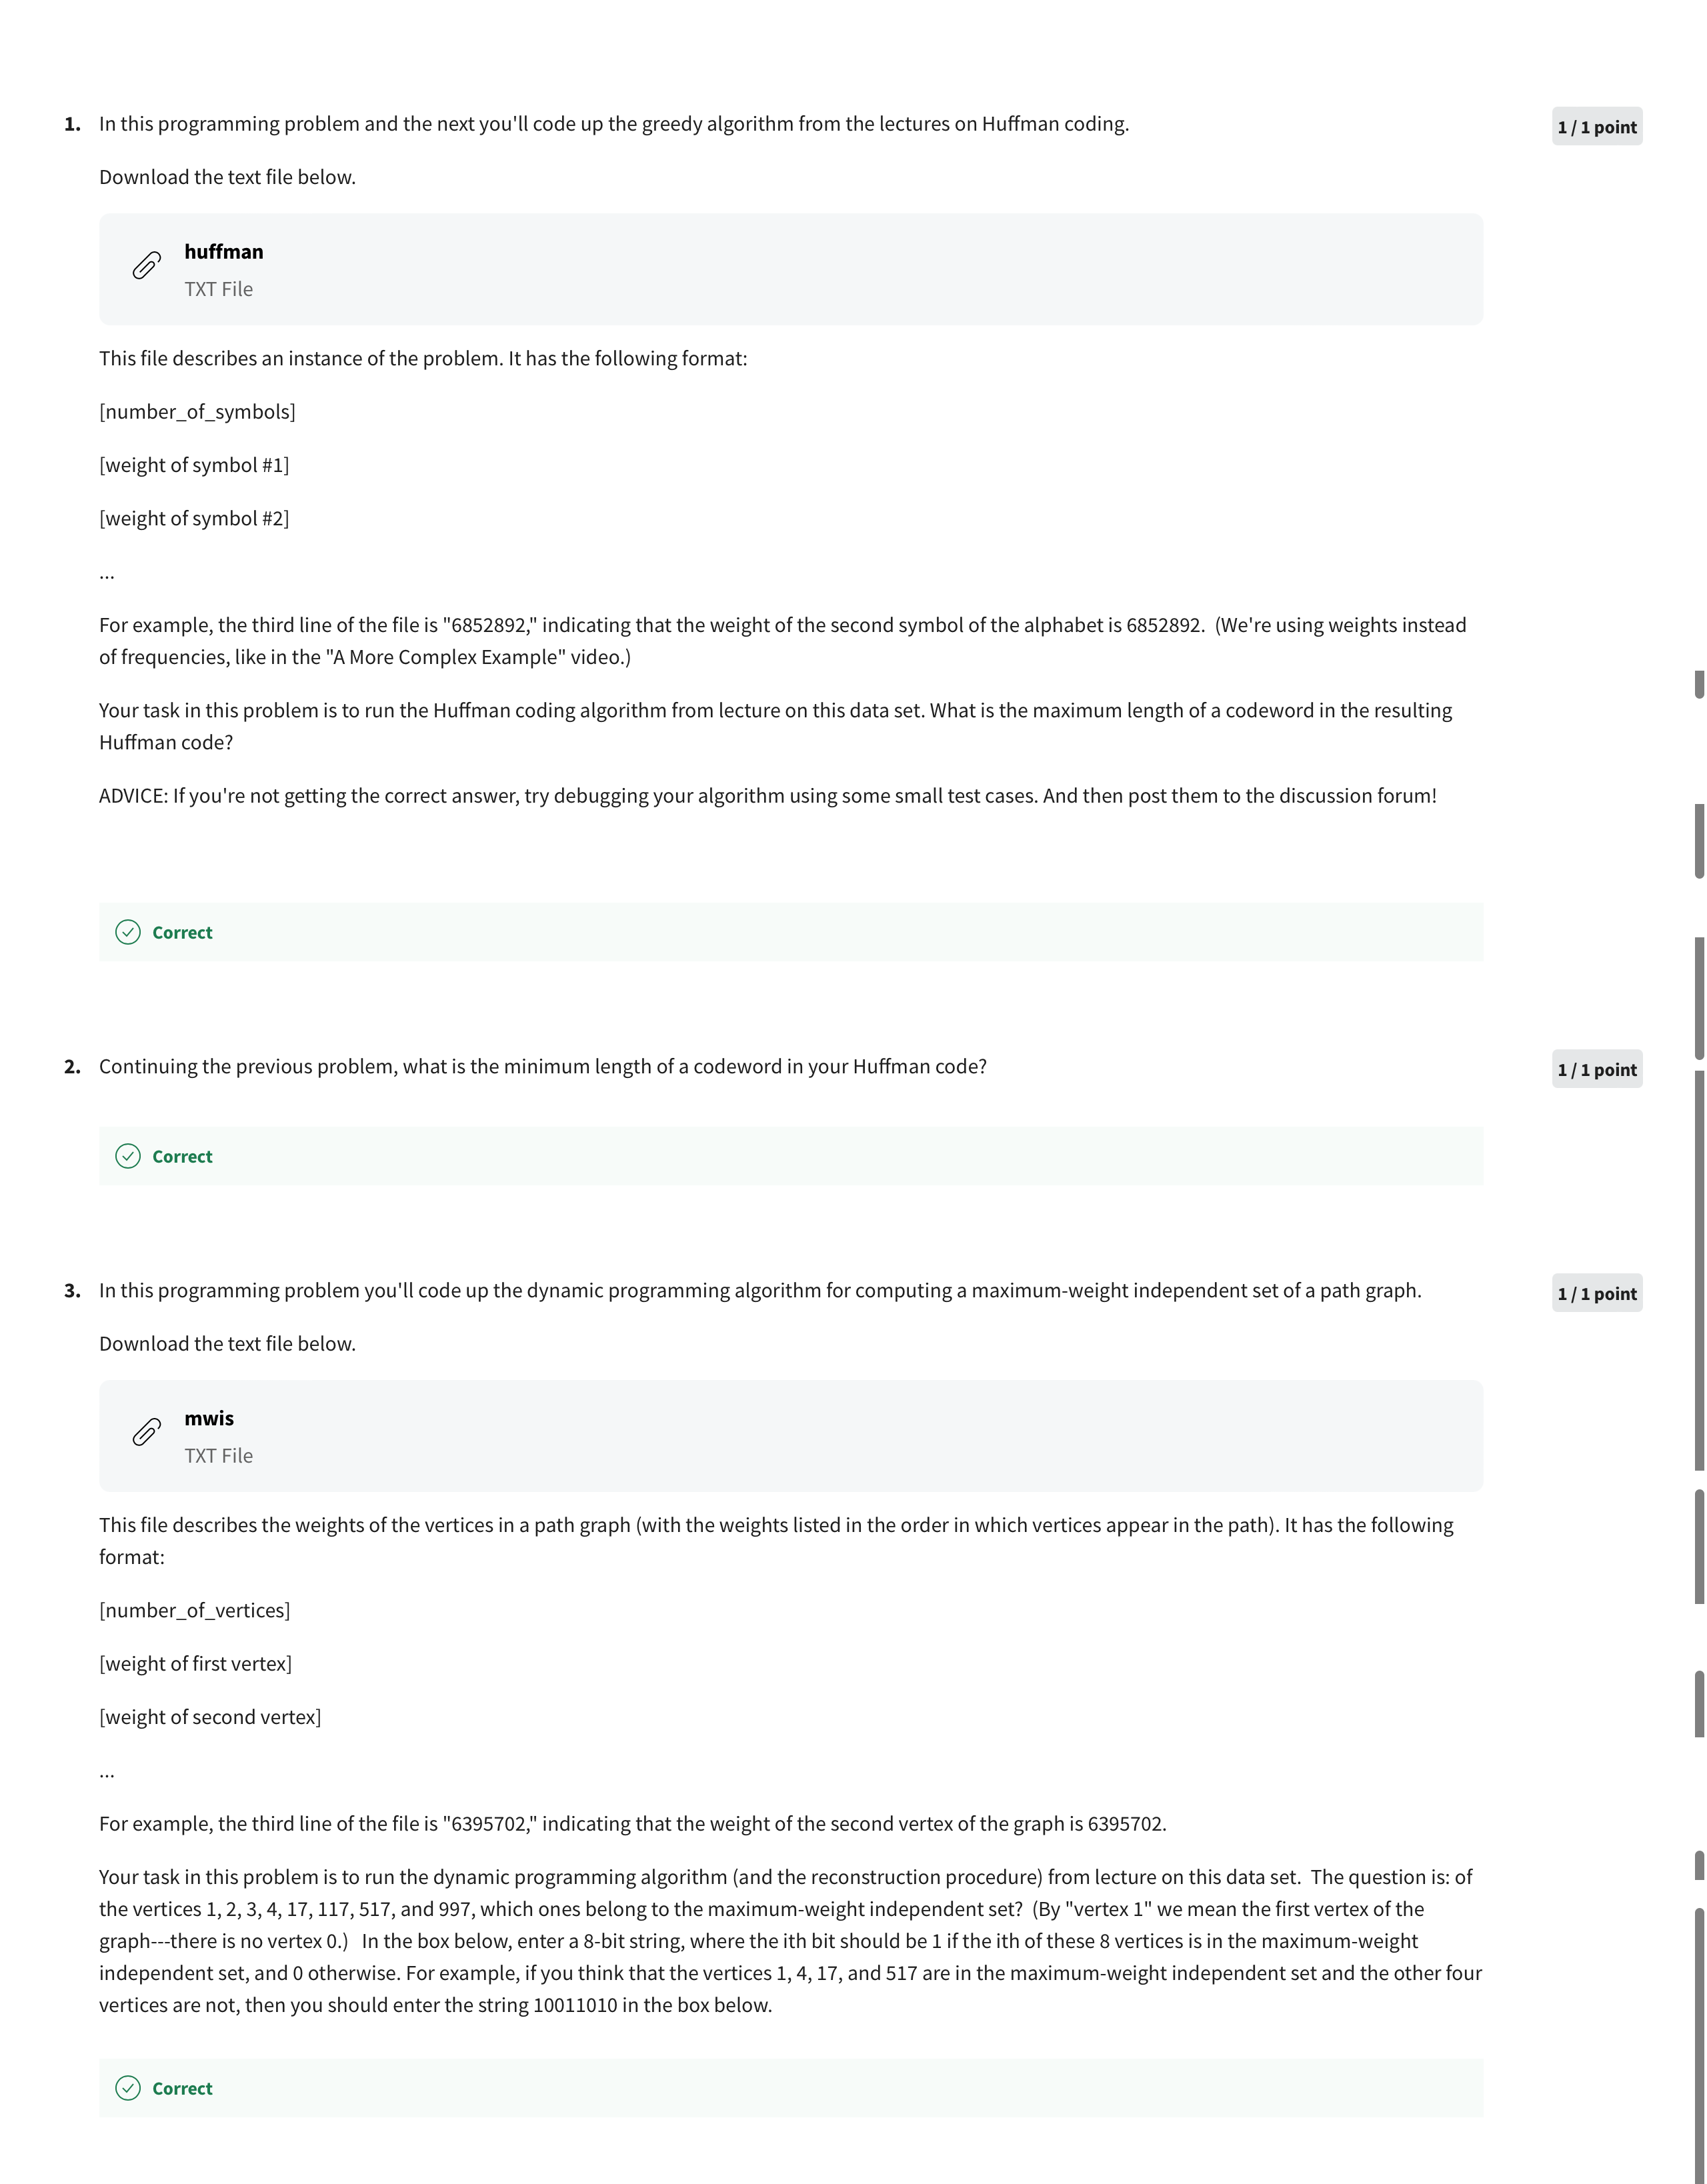 1. In this programming problem and the next you'll code up the greedy algorithm from the lectures on Huffman coding.
1 / 1 point
Download the text file below.
huffman
TXT File
This file describes an instance of the problem. It has the following format:
[number_of_symbols]
[weight of symbol #1]
[weight of symbol #2]
...
For example, the third line of the file is "6852892," indicating that the weight of the second symbol of the alphabet is 6852892.  (We're using weights instead
of frequencies, like in the "A More Complex Example" video.)
Your task in this problem is to run the Huffman coding algorithm from lecture on this data set. What is the maximum length of a codeword in the resulting
Huffman code?
ADVICE: If you're not getting the correct answer, try debugging your algorithm using some small test cases. And then post them to the discussion forum!
Correct
2. Continuing the previous problem, what is the minimum length of a codeword in your Huffman code?
1 / 1 point
Correct
3. In this programming problem you'll code up the dynamic programming algorithm for computing a maximum-weight independent set of a path graph.
1 / 1 point
Download the text file below.
mwis
TXT File
This file describes the weights of the vertices in a path graph (with the weights listed in the order in which vertices appear in the path). It has the following
format:
[number_of_vertices]
[weight of first vertex]
[weight of second vertex]
...
For example, the third line of the file is "6395702," indicating that the weight of the second vertex of the graph is 6395702.
Your task in this problem is to run the dynamic programming algorithm (and the reconstruction procedure) from lecture on this data set.  The question is: of
the vertices 1, 2, 3, 4, 17, 117, 517, and 997, which ones belong to the maximum-weight independent set?  (By "vertex 1" we mean the first vertex of the
graph---there is no vertex 0.)   In the box below, enter a 8-bit string, where the ith bit should be 1 if the ith of these 8 vertices is in the maximum-weight
independent set, and 0 otherwise. For example, if you think that the vertices 1, 4, 17, and 517 are in the maximum-weight independent set and the other four
vertices are not, then you should enter the string 10011010 in the box below.
Correct